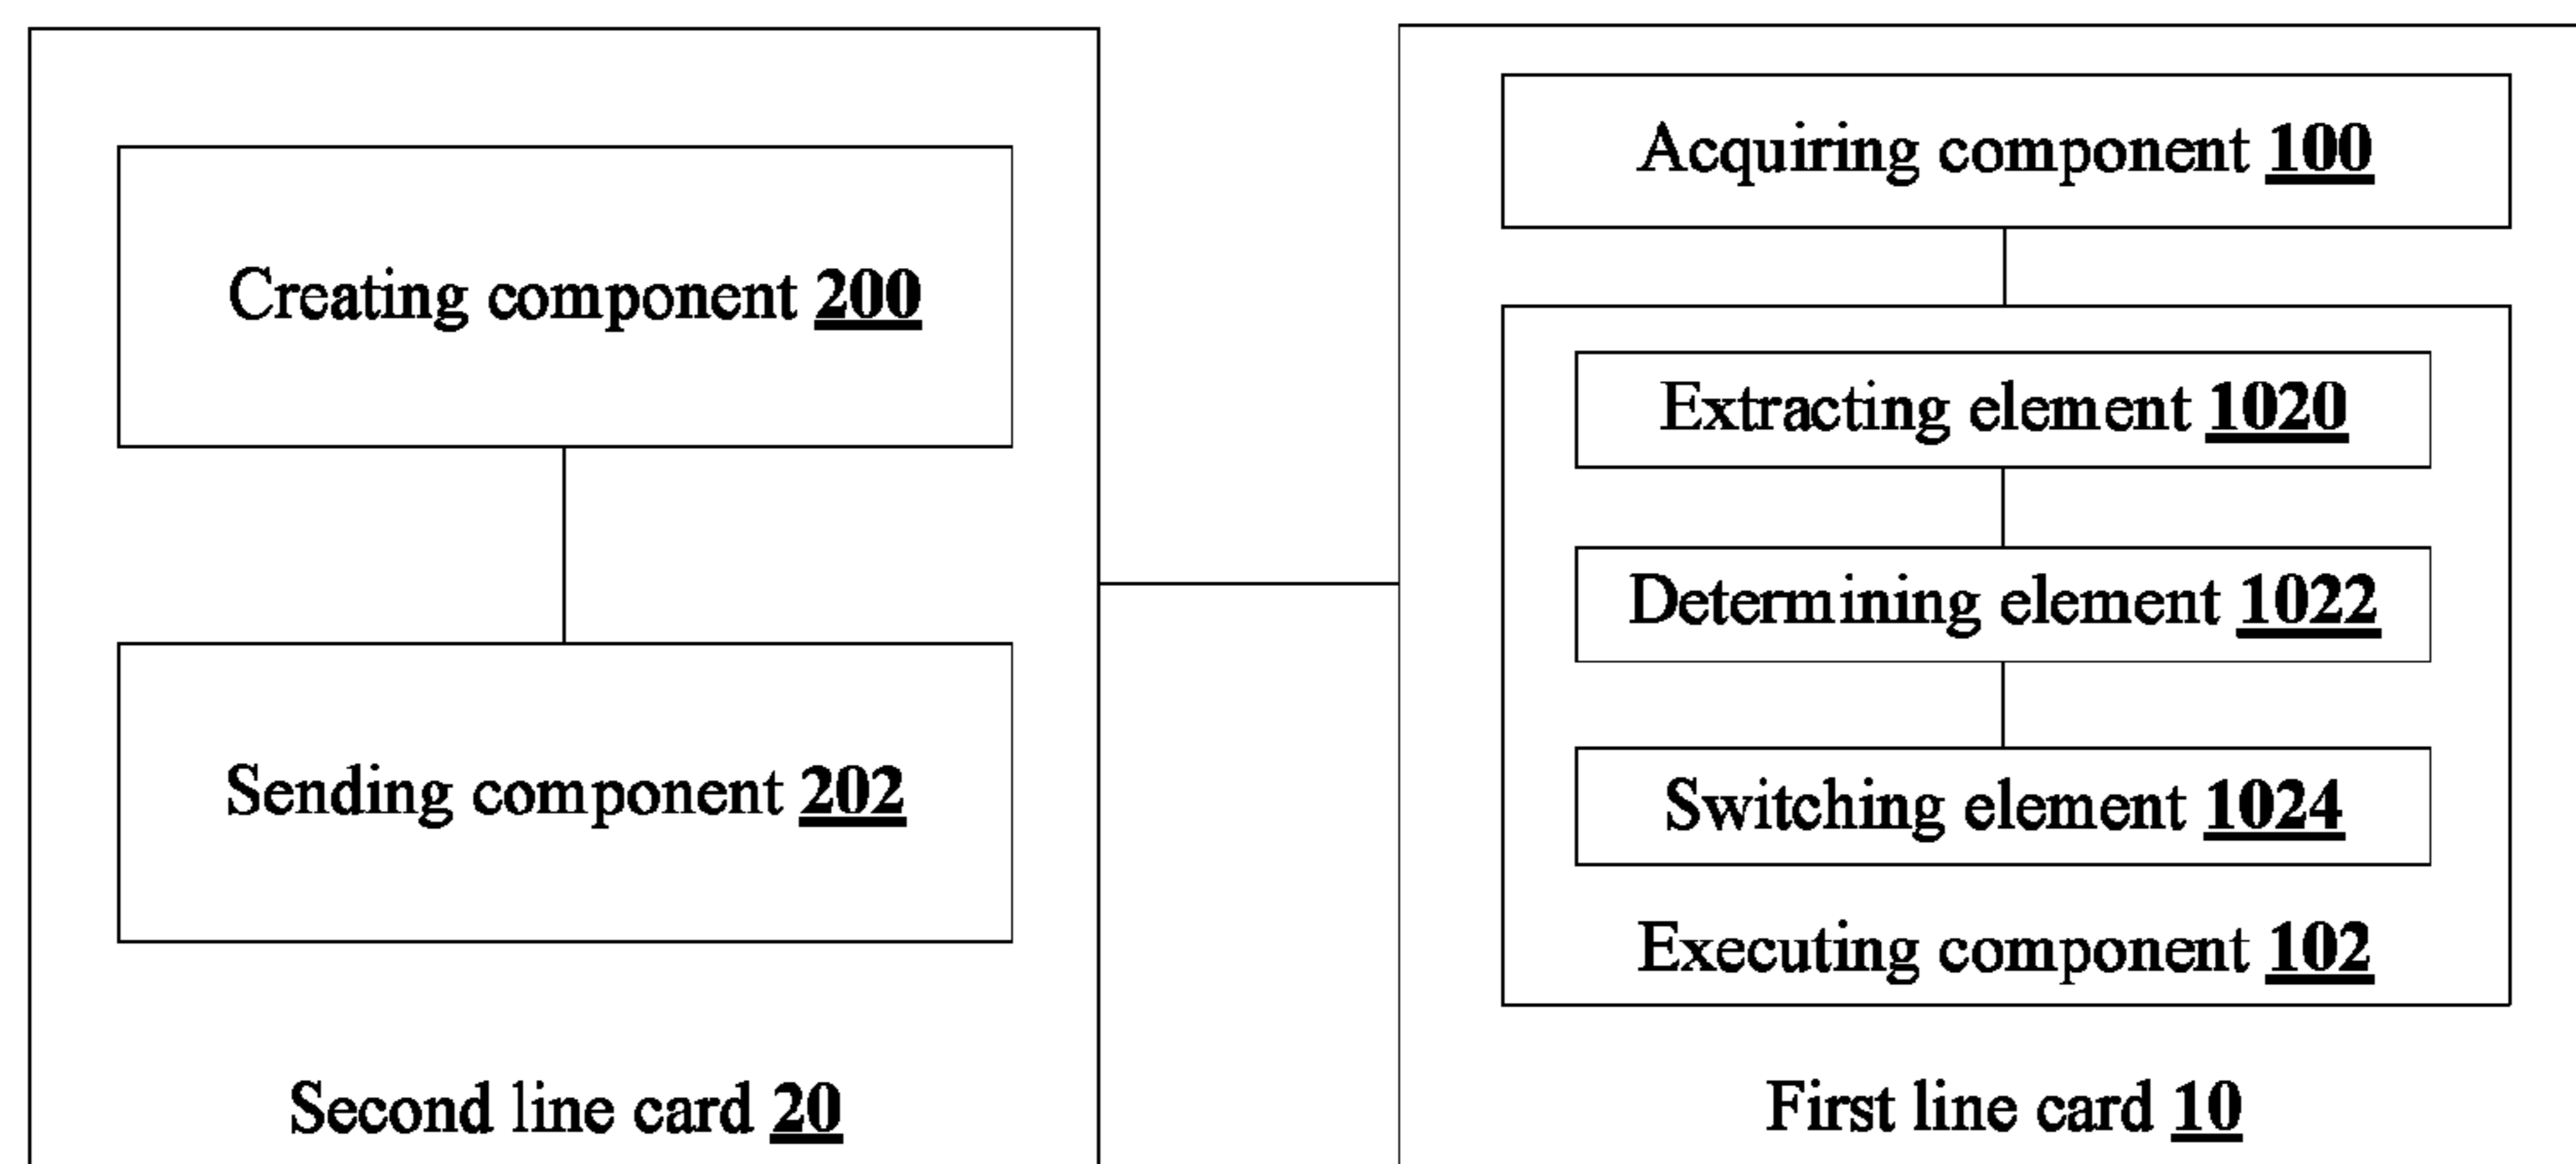 Creating component 200
Sending component 202
Second line card 20
Acquiring component 100
Extracting element 1020
Determining element 1022
Switching element 1024
Executing component 102
First line card 10